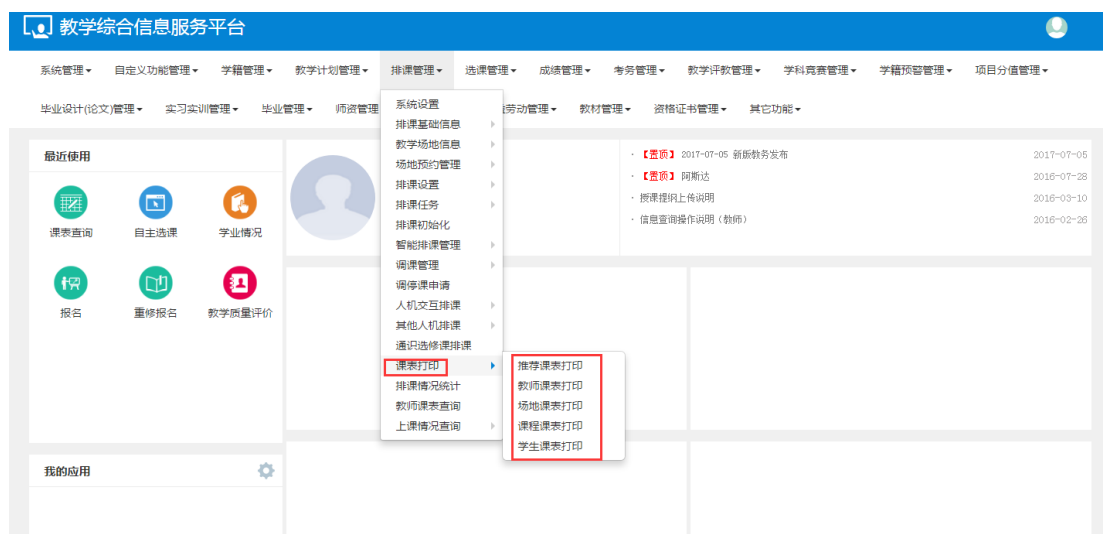 教学综合信息服务平台
系统管理 自定义功能管理 学籍管理 教学计划管理 排课管理 选课管理 成绩管理 考务管理 教学评教管理 学科竞赛管理 学籍预警管理 项目分值管理
毕业设计(论文)管理 实习实训管理 毕业管理 师资管理 劳动管理 教材管理 资格证书管理 其它功能
最近使用
课表查询 自主选课 学业情况
报名 重修报名 教学质量评价
我的应用
系统设置
排课基础信息
教学场地信息
场地预约管理
排课设置
排课任务
排课初始化
智能排课管理
调课管理
调停课申请
人机交互排课
其他人机排课
通识选修课排课
课表打印
排课情况统计
教师课表查询
上课情况查询
推荐课表打印
教师课表打印
场地课表打印
课程课表打印
学生课表打印
· 【置顶】 2017-07-05 新版教务发布 2017-07-05
· 【置顶】 阿斯达 2016-07-28
· 授课提纲上传说明 2016-03-10
· 信息查询操作说明（教师） 2016-02-26